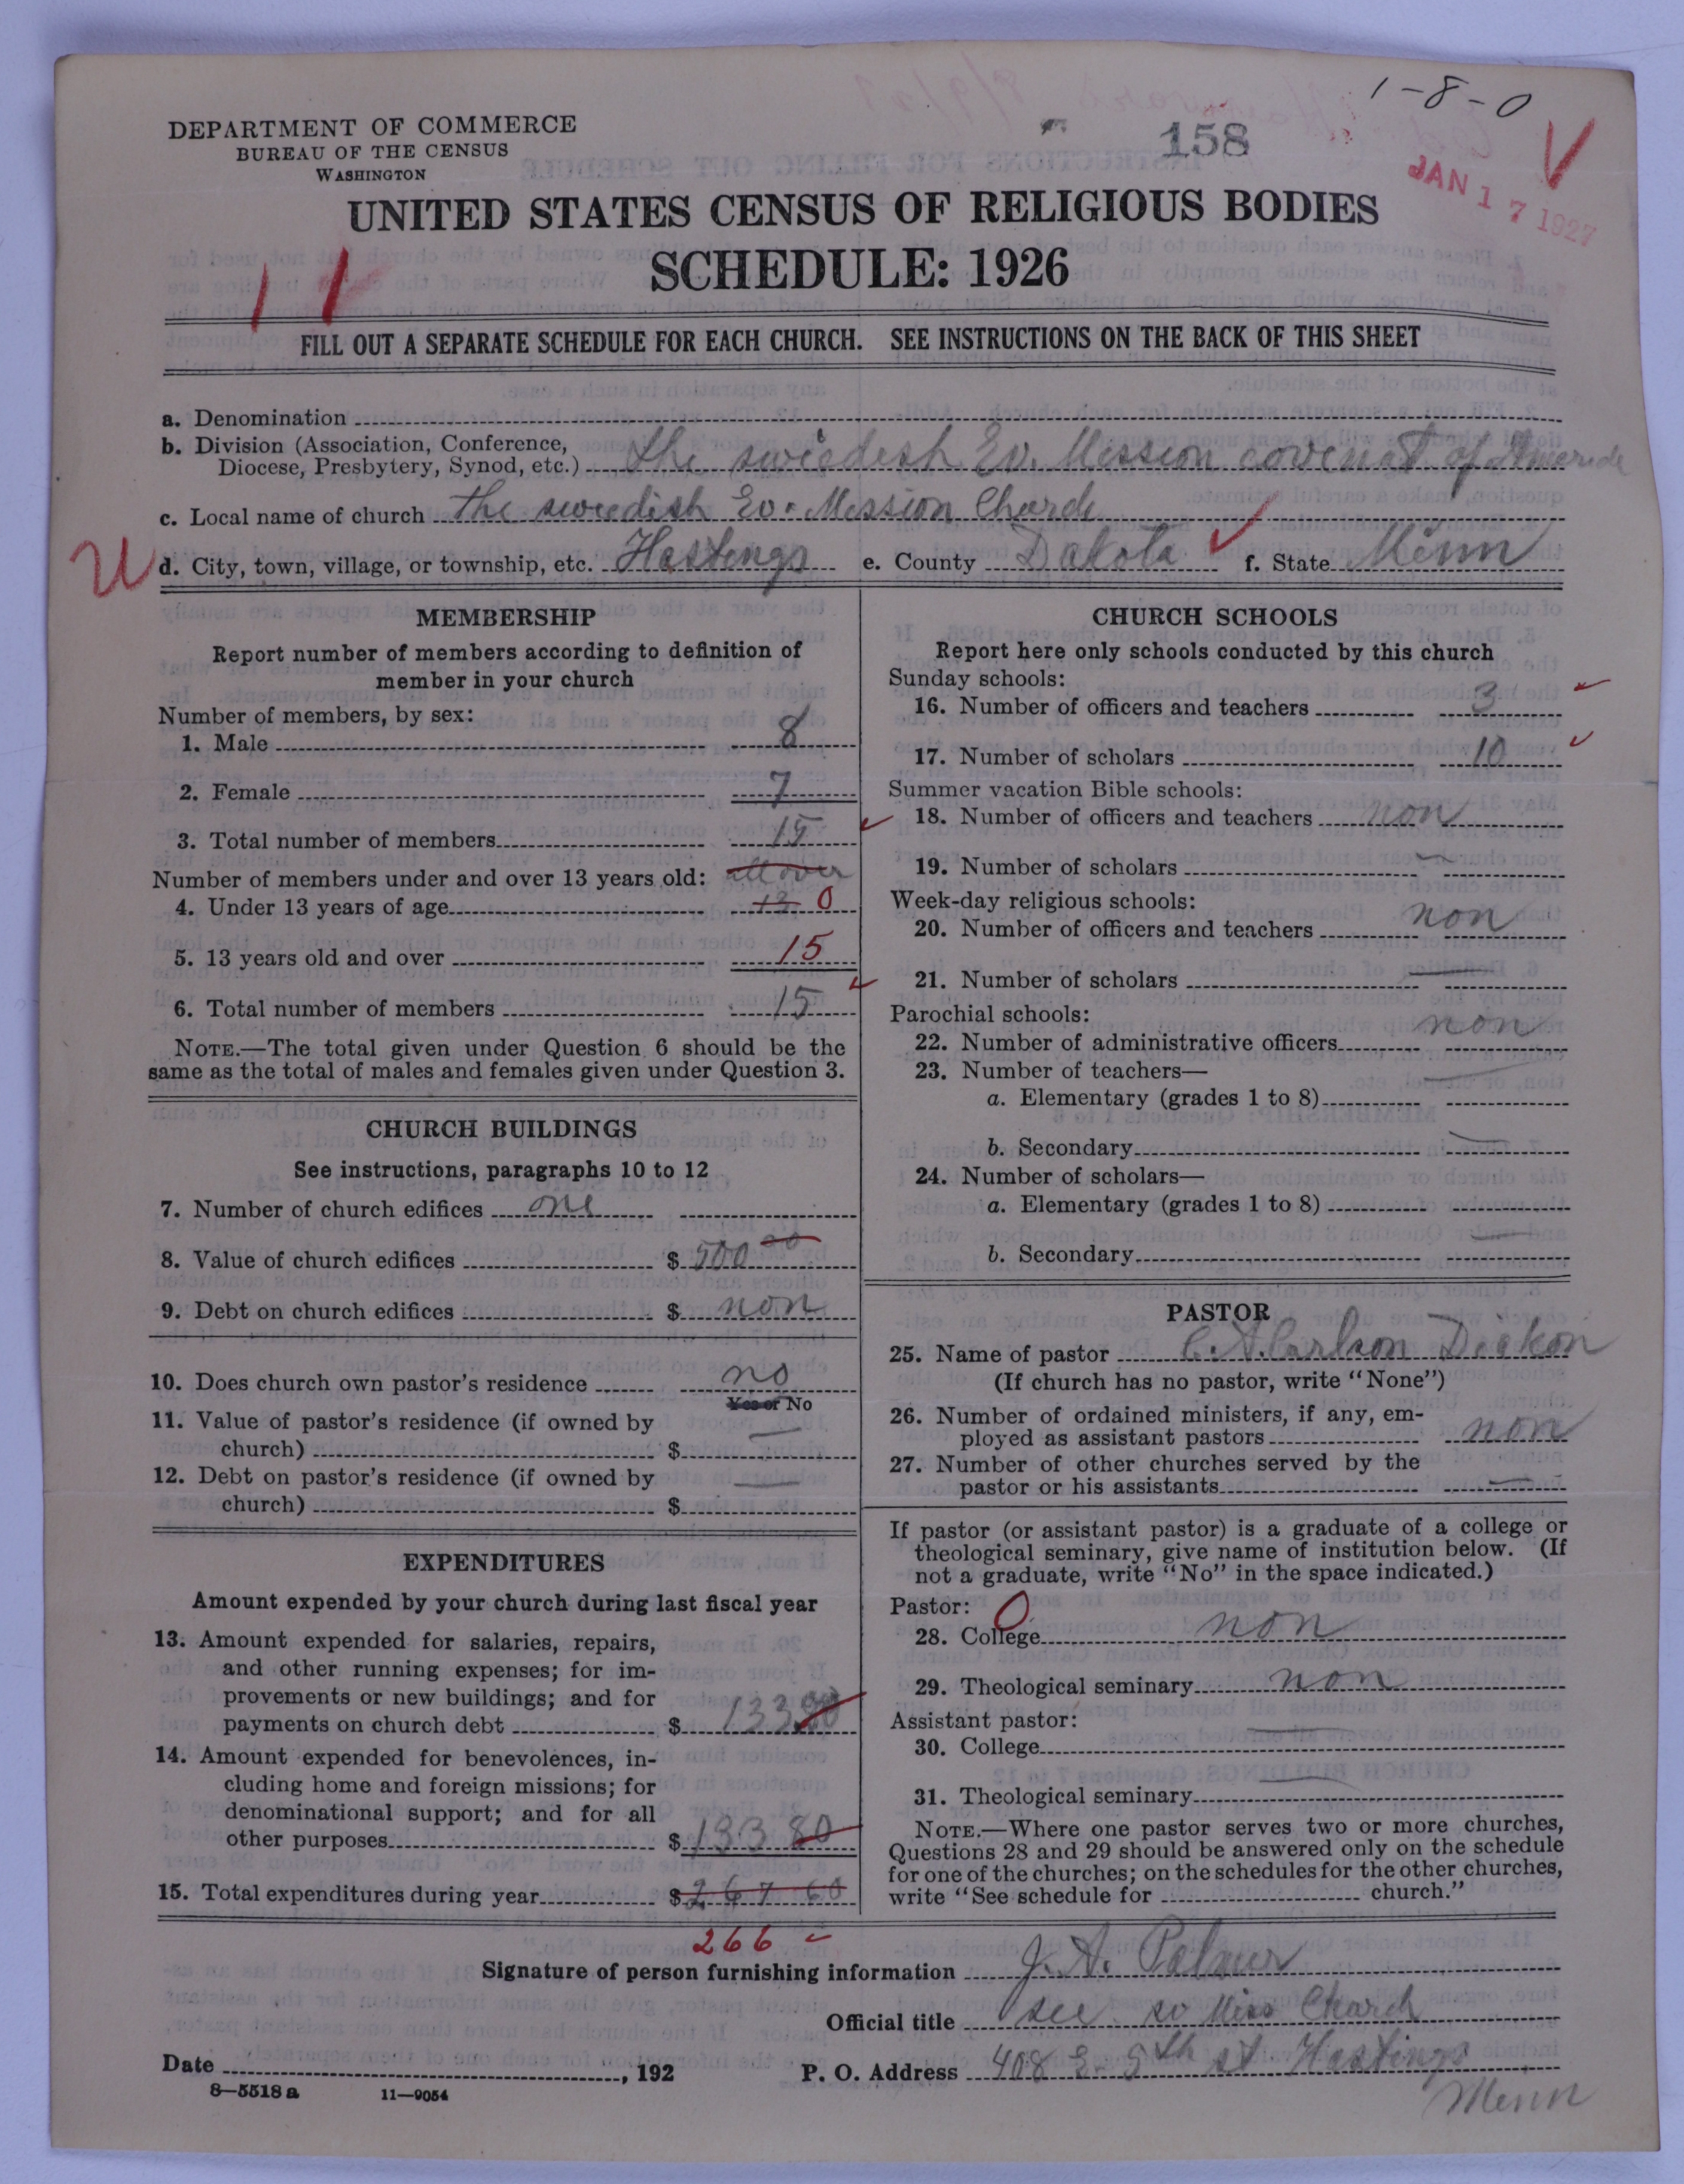 1-8-0
DEPARTMENT OF COMMERCE
BUREAU OF THE CENSUS
WASHINGTON
158
JAN 17 1927
UNITED STATES CENSUS OF RELIGIOUS BODIES
SCHEDULE: 1926
FILL OUT A SEPARATE SCHEDULE FOR EACH CHURCH. SEE INSTRUCTIONS ON THE BACK OF THIS SHEET
a. Denomination
b. Division (Association, Conference,
Diocese, Presbytery, Synod, etc.) the swedish Ev. Mission covenat of
c. Local name of church the swedish Ev. Mission Charch
d. City, town, village, or township, etc. Hastings e. County Dakota f. State Minn
MEMBERSHIP
Report number of members according to definition of
member in your church
Number of members, by sex:
1. Male 8
2. Female 7
3. Total number of members 15
Number of members under and over 13 years old: all over
4. Under 13 years of age 13 0
5. 13 years old and over 15
6. Total number of members 15
NOTE.—The total given under Question 6 should be the
same as the total of males and females given under Question 3.
CHURCH BUILDINGS
See instructions, paragraphs 10 to 12
7. Number of church edifices one
8. Value of church edifices $ 500 00
9. Debt on church edifices $ non
10. Does church own pastor's residence no
Yes or No
11. Value of pastor's residence (if owned by
church) $
12. Debt on pastor's residence (if owned by
church) $
EXPENDITURES
Amount expended by your church during last fiscal year
13. Amount expended for salaries, repairs,
and other running expenses; for im-
provements or new buildings; and for
payments on church debt $ 133 80
14. Amount expended for benevolences, in-
cluding home and foreign missions; for
denominational support; and for all
other purposes $ 133 80
15. Total expenditures during year $ 267 60
266
CHURCH SCHOOLS
Report here only schools conducted by this church
Sunday schools:
16. Number of officers and teachers 3
17. Number of scholars 10
Summer vacation Bible schools:
18. Number of officers and teachers non
19. Number of scholars
Week-day religious schools:
20. Number of officers and teachers non
21. Number of scholars
Parochial schools:
22. Number of administrative officers non
23. Number of teachers—
a. Elementary (grades 1 to 8)
b. Secondary
24. Number of scholars—
a. Elementary (grades 1 to 8)
b. Secondary
PASTOR
25. Name of pastor C. A. Carlson Diakon
(If church has no pastor, write "None")
26. Number of ordained ministers, if any, em-
ployed as assistant pastors non
27. Number of other churches served by the
pastor or his assistants
If pastor (or assistant pastor) is a graduate of a college or
theological seminary, give name of institution below. (If
not a graduate, write "No" in the space indicated.)
Pastor: 0
28. College non
29. Theological seminary non
Assistant pastor:
30. College
31. Theological seminary
NOTE.—Where one pastor serves two or more churches,
Questions 28 and 29 should be answered only on the schedule
for one of the churches; on the schedules for the other churches,
write "See schedule for church."
Signature of person furnishing information J. A. Palmer
Official title see sv Miss Charch
Date , 192 P. O. Address 408 E. 5th st Hastings
Minn
8—5518 a 11—9054